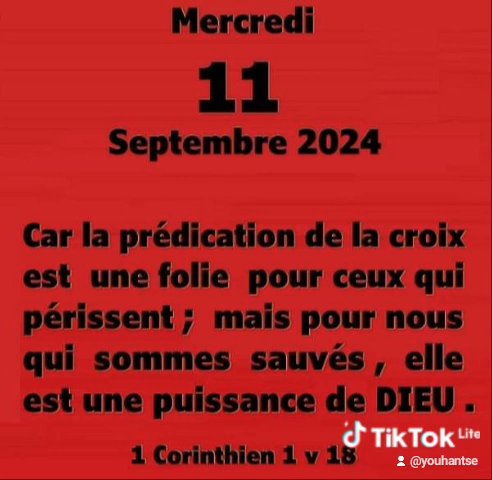 Mercredi
11
Septembre 2024
Car la prédication de la croix
est une folie pour ceux qui
périssent ; mais pour nous
qui sommes sauvés , elle
est une puissance de DIEU .
TikTok Lite
1 Corinthien 1 v 18
@youhantse